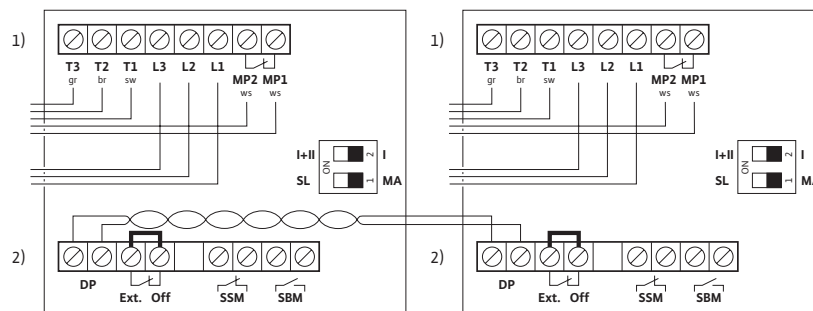 1)
T3 T2 T1 L3 L2 L1
gr br sw
MP2 MP1
ws ws
I+II ON 2 I
SL 1 MA
2)
DP
Ext. Off SSM SBM
1)
T3 T2 T1 L3 L2 L1
gr br sw
MP2 MP1
ws ws
I+II ON 2 I
SL 1 MA
2)
DP
Ext. Off SSM SBM